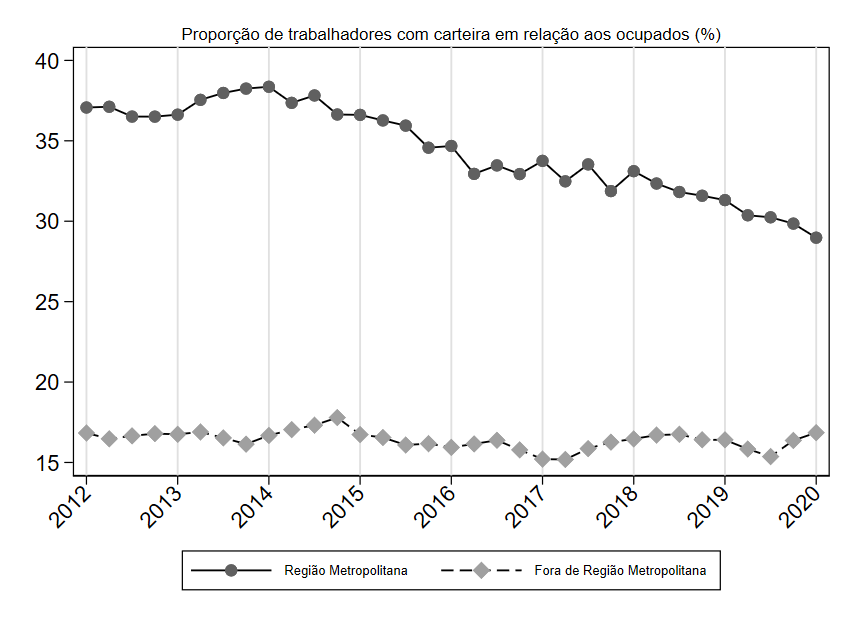 Proporção de trabalhadores com carteira em relação aos ocupados (%)
40
35
30
25
20
15
2012 2013 2014 2015 2016 2017 2018 2019 2020
Região Metropolitana Fora de Região Metropolitana